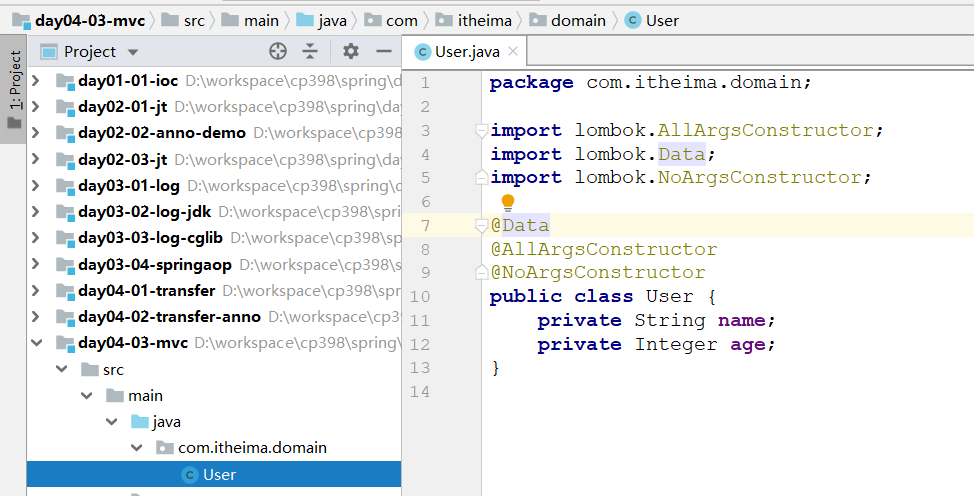 day04-03-mvc src main java com itheima domain User
1: Project
Project
day01-01-ioc D:\workspace\cp398\spring\d
day02-01-jt D:\workspace\cp398\spring\day
day02-02-anno-demo D:\workspace\cp398
day02-03-jt D:\workspace\cp398\spring\day
day03-01-log D:\workspace\cp398\spring\d
day03-02-log-jdk D:\workspace\cp398\spri
day03-03-log-cglib D:\workspace\cp398\sp
day03-04-springaop D:\workspace\cp398\
day04-01-transfer D:\workspace\cp398\spr
day04-02-transfer-anno D:\workspace\cp39
day04-03-mvc D:\workspace\cp398\spring\
src
main
java
com.itheima.domain
User
User.java
1 package com.itheima.domain;
2
3 import lombok.AllArgsConstructor;
4 import lombok.Data;
5 import lombok.NoArgsConstructor;
6
7 @Data
8 @AllArgsConstructor
9 @NoArgsConstructor
10 public class User {
11 private String name;
12 private Integer age;
13 }
14